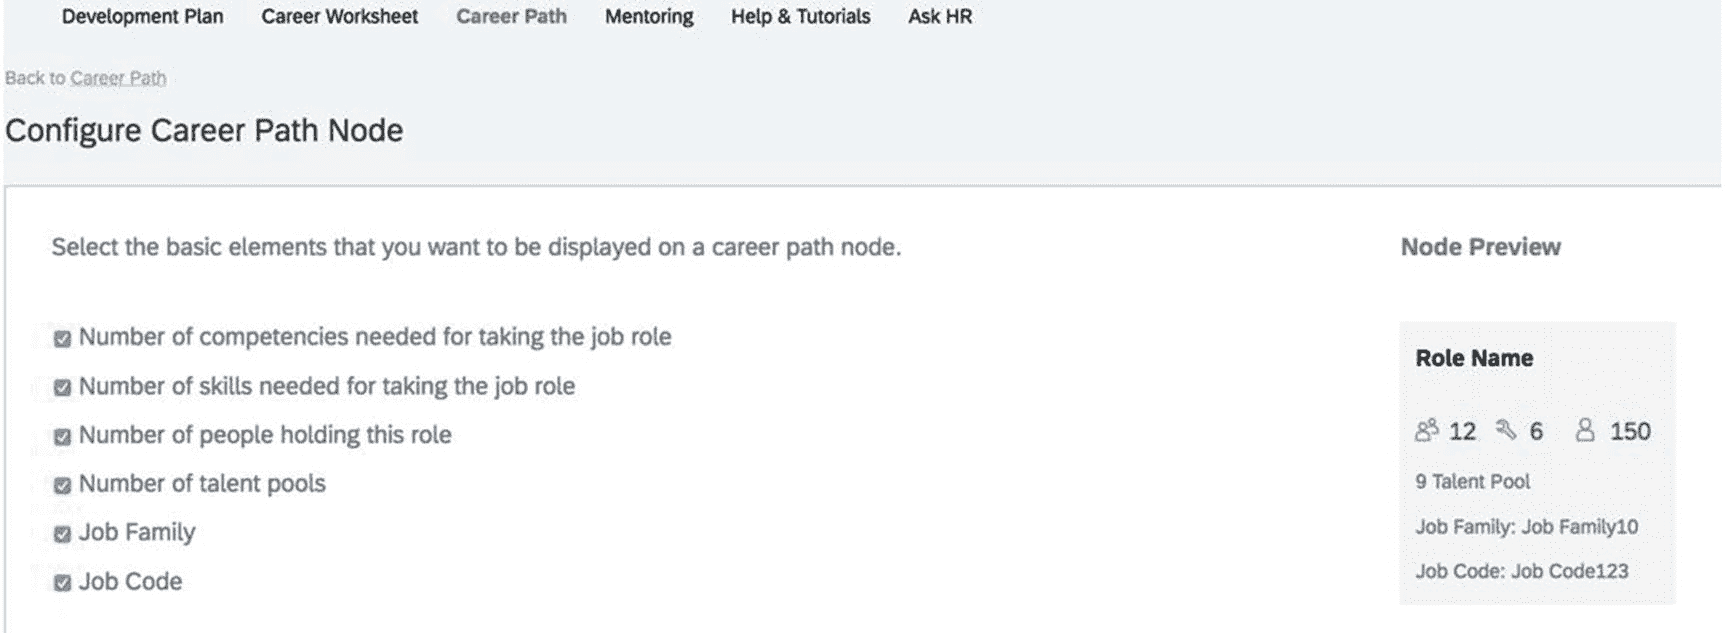 Development Plan Career Worksheet Career Path Mentoring Help & Tutorials Ask HR
Back to Career Path
Configure Career Path Node
Select the basic elements that you want to be displayed on a career path node.
Number of competencies needed for taking the job role
Number of skills needed for taking the job role
Number of people holding this role
Number of talent pools
Job Family
Job Code
Node Preview
Role Name
12 6 150
9 Talent Pool
Job Family: Job Family10
Job Code: Job Code123